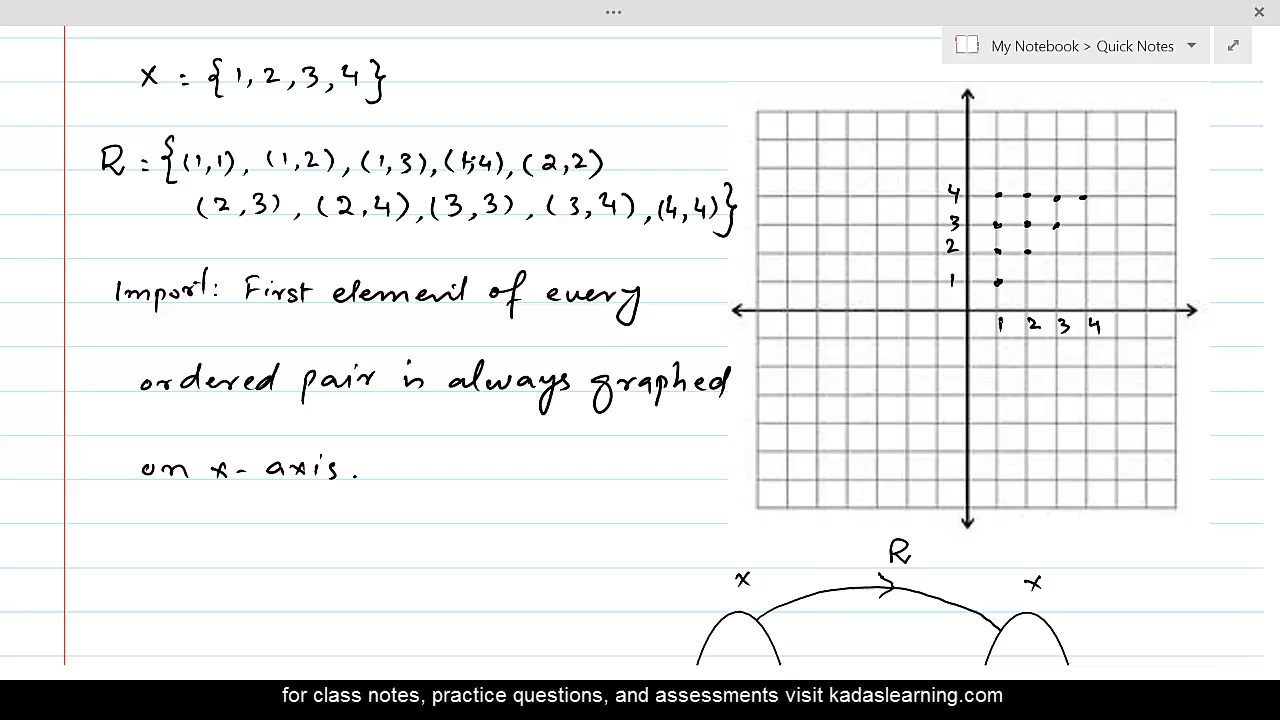 My Notebook > Quick Notes
X = {1, 2, 3, 4}
R = {(1,1), (1,2), (1,3), (1,4), (2,2)
(2,3), (2,4), (3,3), (3,4), (4,4)}
Import: First element of every
ordered pair is always graphed
on x-axis.
4
3
2
1
1 2 3 4
R
X X
for class notes, practice questions, and assessments visit kadaslearning.com